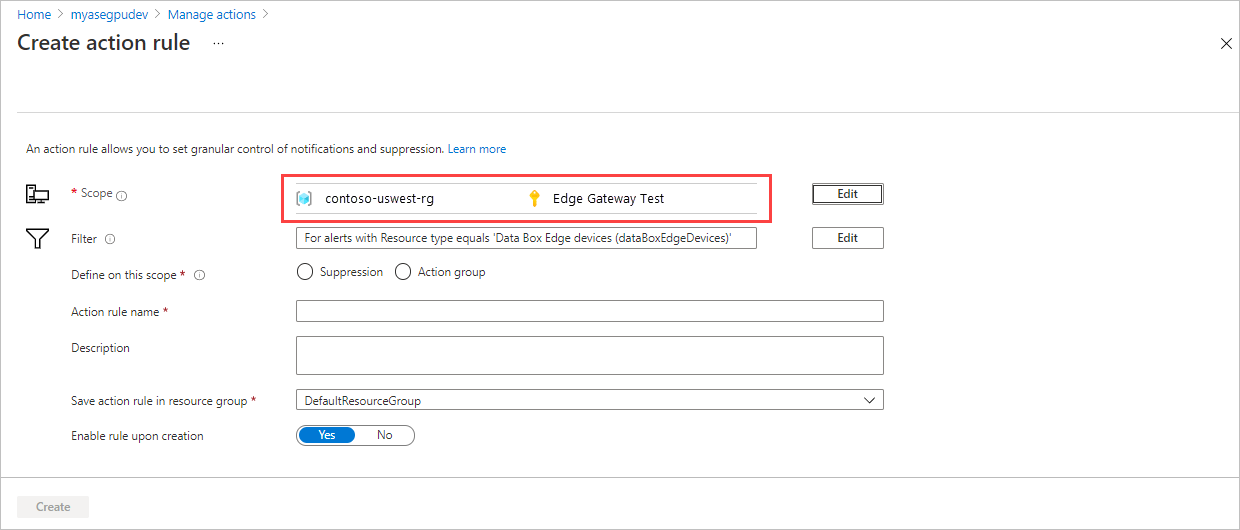 Home > myasegpudev > Manage actions >
Create action rule ...
An action rule allows you to set granular control of notifications and suppression. Learn more
* Scope
contoso-uswest-rg Edge Gateway Test Edit
Filter For alerts with Resource type equals 'Data Box Edge devices (dataBoxEdgeDevices)' Edit
Define on this scope * Suppression Action group
Action rule name *
Description
Save action rule in resource group * DefaultResourceGroup
Enable rule upon creation Yes No
Create